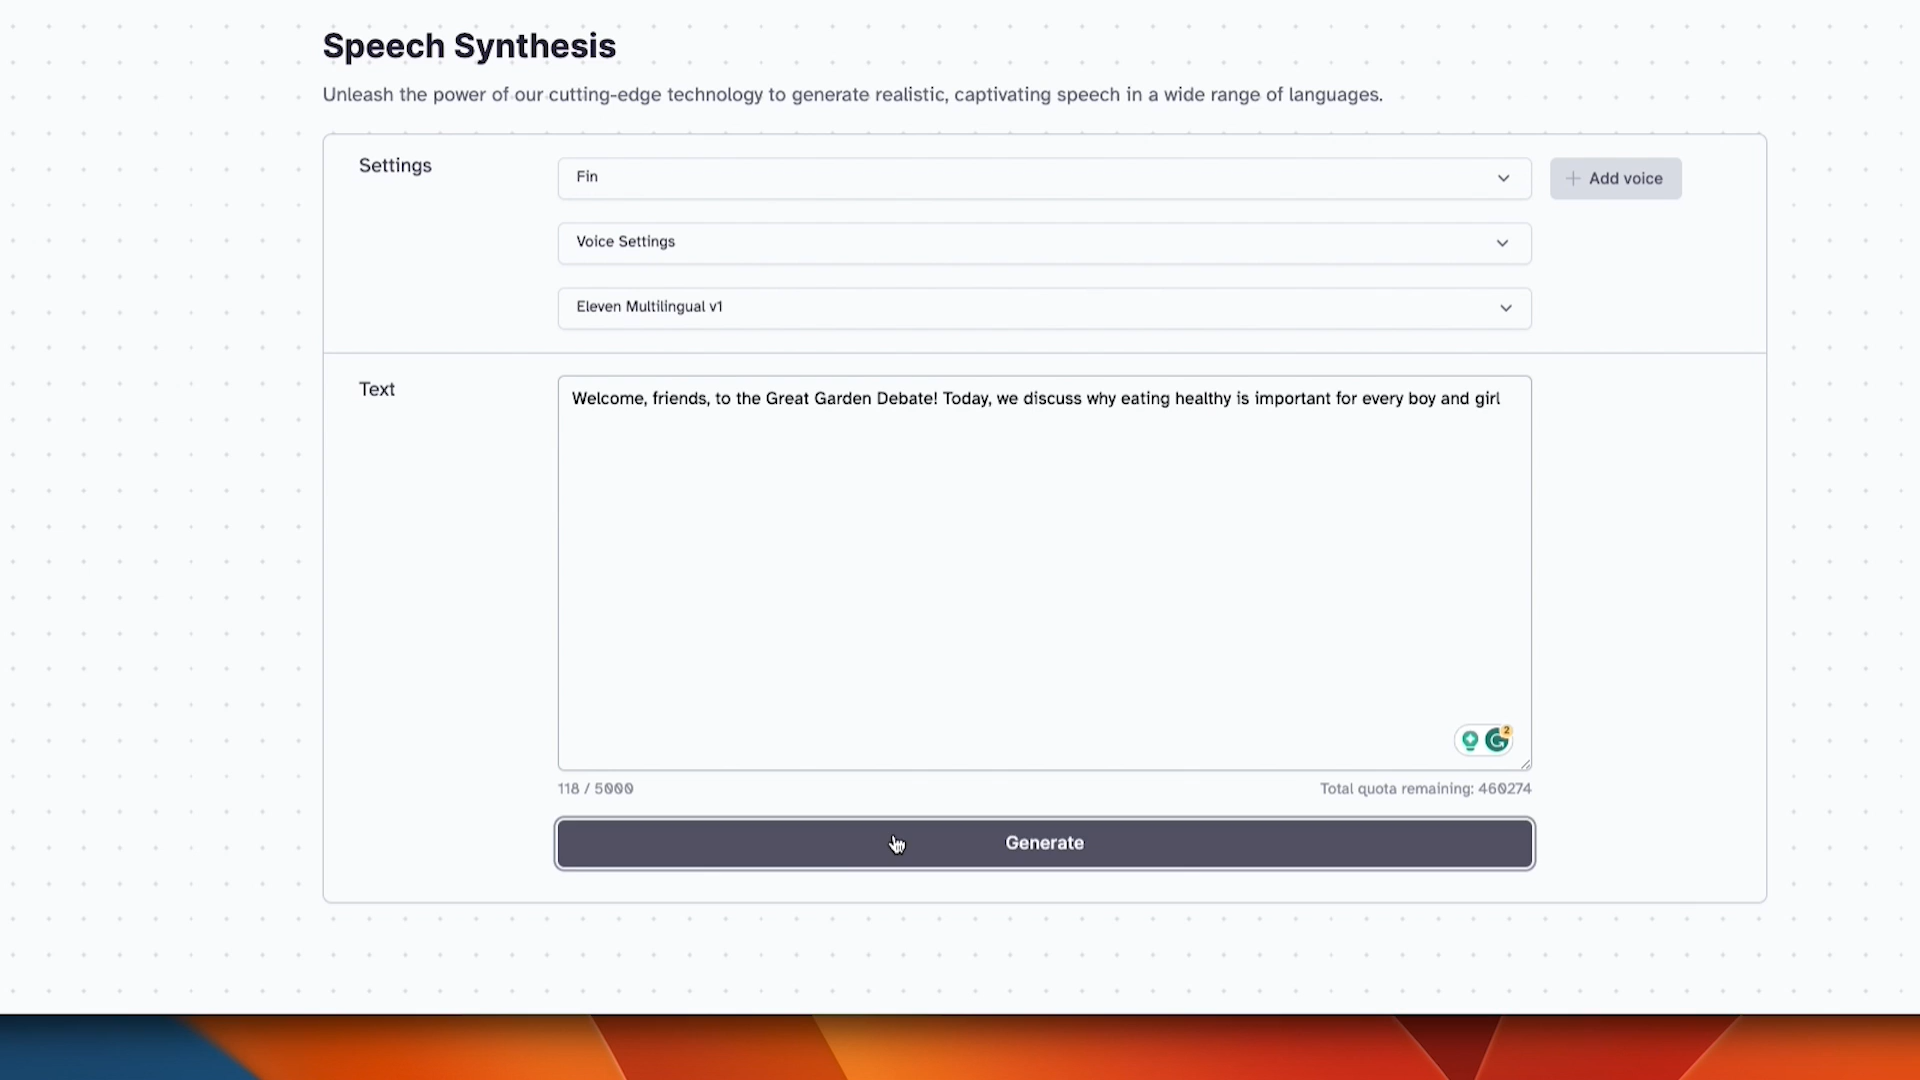 Speech Synthesis
Unleash the power of our cutting-edge technology to generate realistic, captivating speech in a wide range of languages.
Settings
Fin
Add voice
Voice Settings
Eleven Multilingual v1
Text
Welcome, friends, to the Great Garden Debate! Today, we discuss why eating healthy is important for every boy and girl
2
118 / 5000
Total quota remaining: 460274
Generate